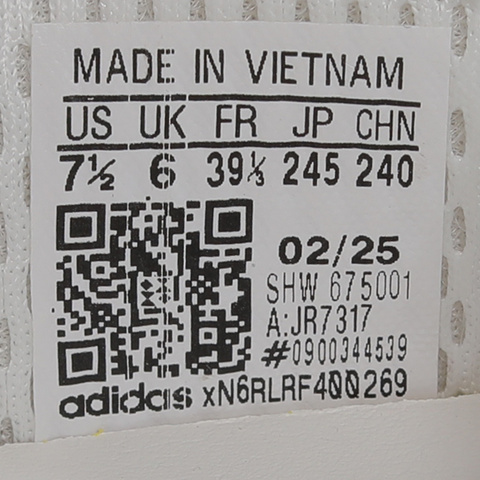 MADE IN VIETNAM
US UK FR JP CHN
7½ 6 39⅓ 245 240
02/25
SHW 675001
A:JR7317
#0900344539
adidas xN6RLRF400269